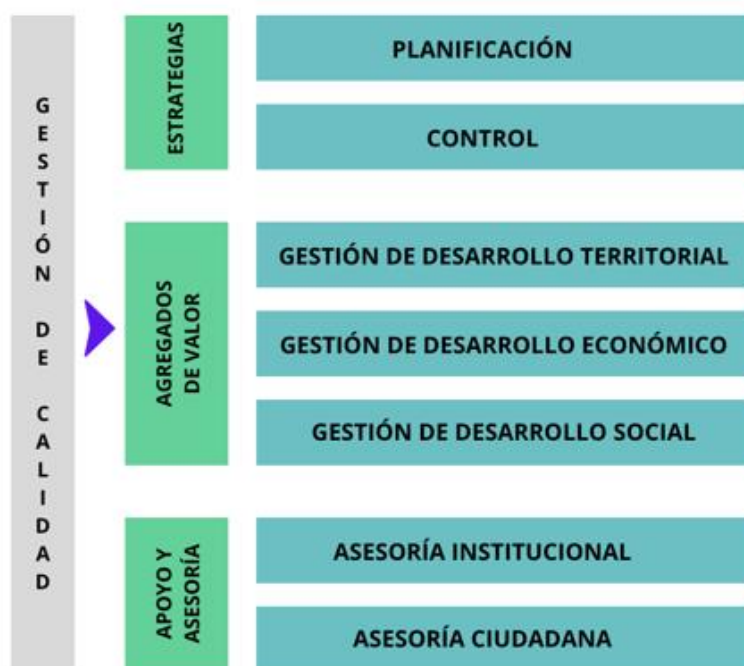 GESTIÓN DE CALIDAD
ESTRATEGIAS
PLANIFICACIÓN
CONTROL
AGREGADOS
DE VALOR
GESTIÓN DE DESARROLLO TERRITORIAL
GESTIÓN DE DESARROLLO ECONÓMICO
GESTIÓN DE DESARROLLO SOCIAL
APOYO Y
ASESORÍA
ASESORÍA INSTITUCIONAL
ASESORÍA CIUDADANA